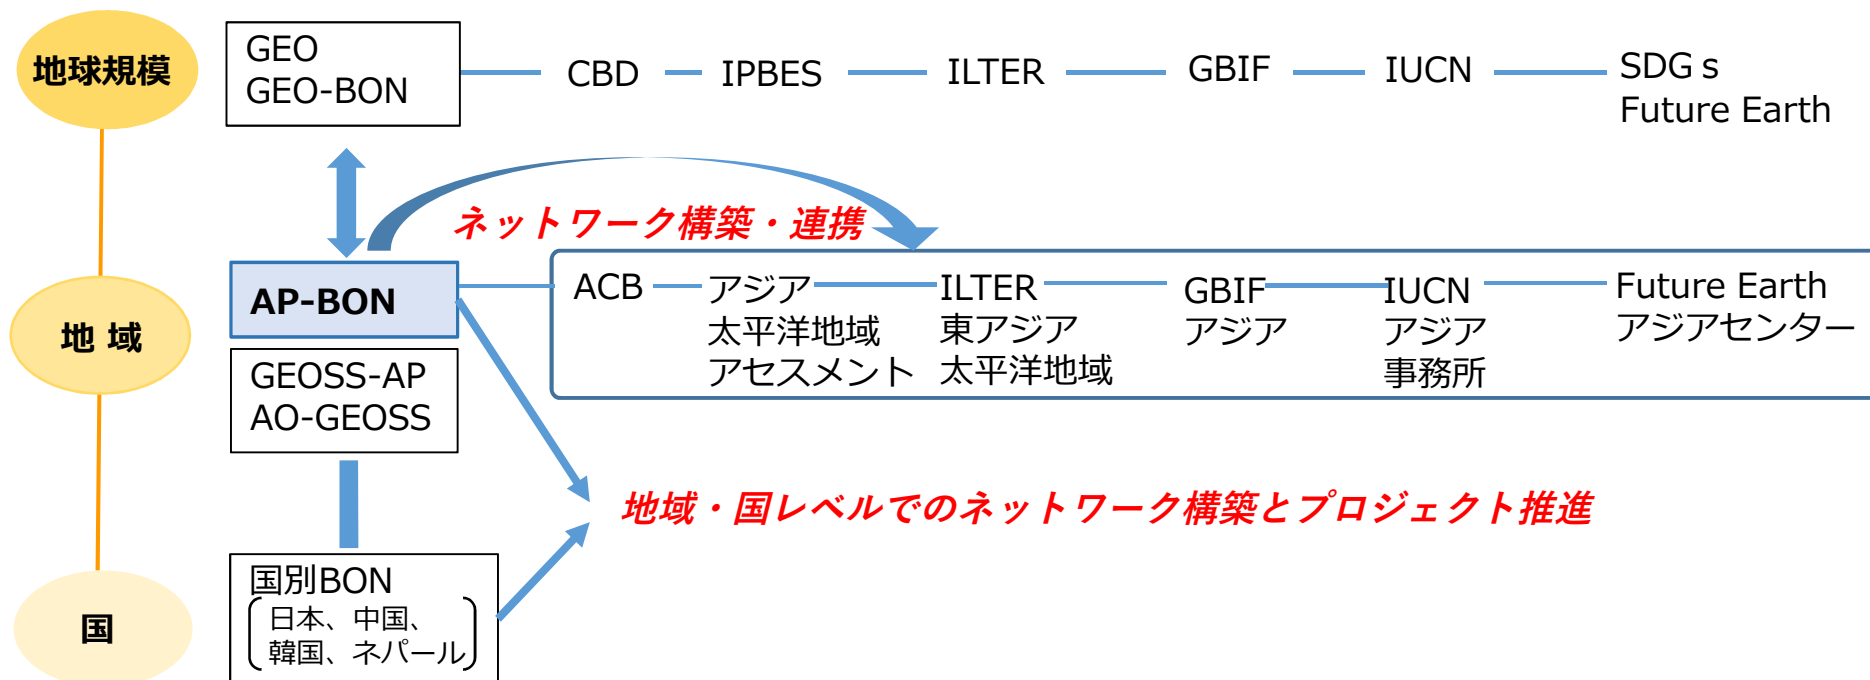 地球規模
GEO
GEO-BON
CBD
IPBES
ILTER
GBIF
IUCN
SDGｓ
Future Earth
ネットワーク構築・連携
地 域
AP-BON
ACB
アジア
太平洋地域
アセスメント
ILTER
東アジア
太平洋地域
GBIF
アジア
IUCN
アジア
事務所
Future Earth
アジアセンター
GEOSS-AP
AO-GEOSS
地域・国レベルでのネットワーク構築とプロジェクト推進
国
国別BON
日本、中国、
韓国、ネパール